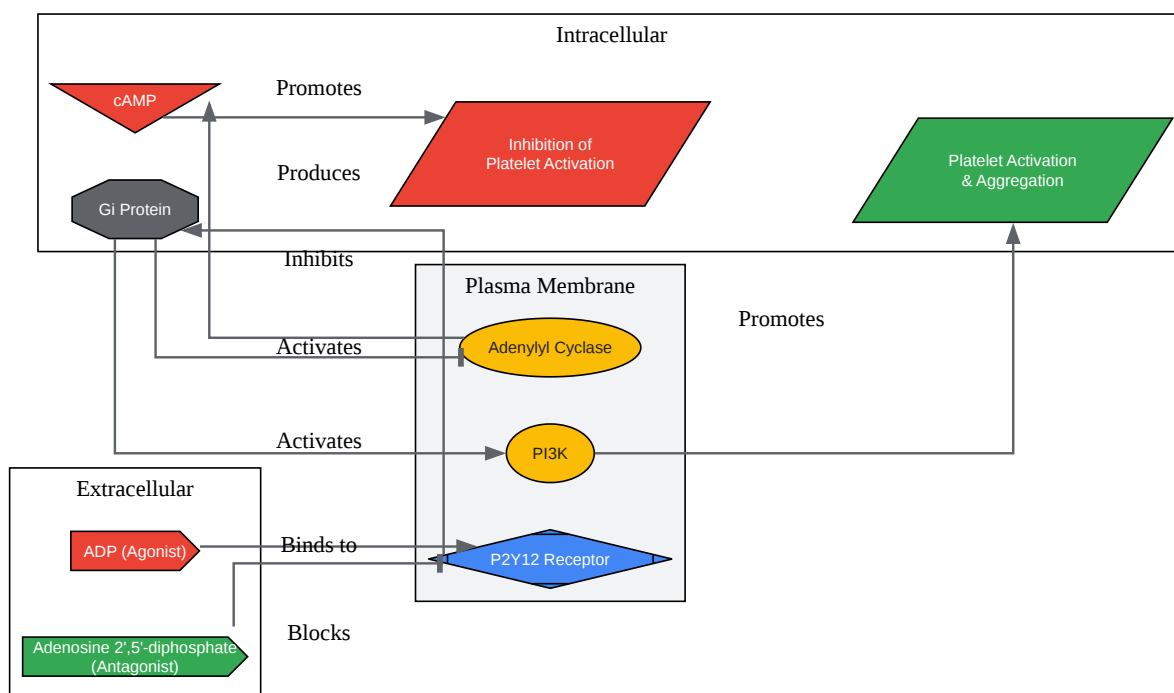 Intracellular
cAMP
Promotes
Inhibition of
Platelet Activation
Platelet Activation
& Aggregation
Produces
Gi Protein
Inhibits
Plasma Membrane
Promotes
Activates
Adenylyl Cyclase
Activates
PI3K
Extracellular
ADP (Agonist)
Binds to
P2Y12 Receptor
Blocks
Adenosine 2',5'-diphosphate
(Antagonist)